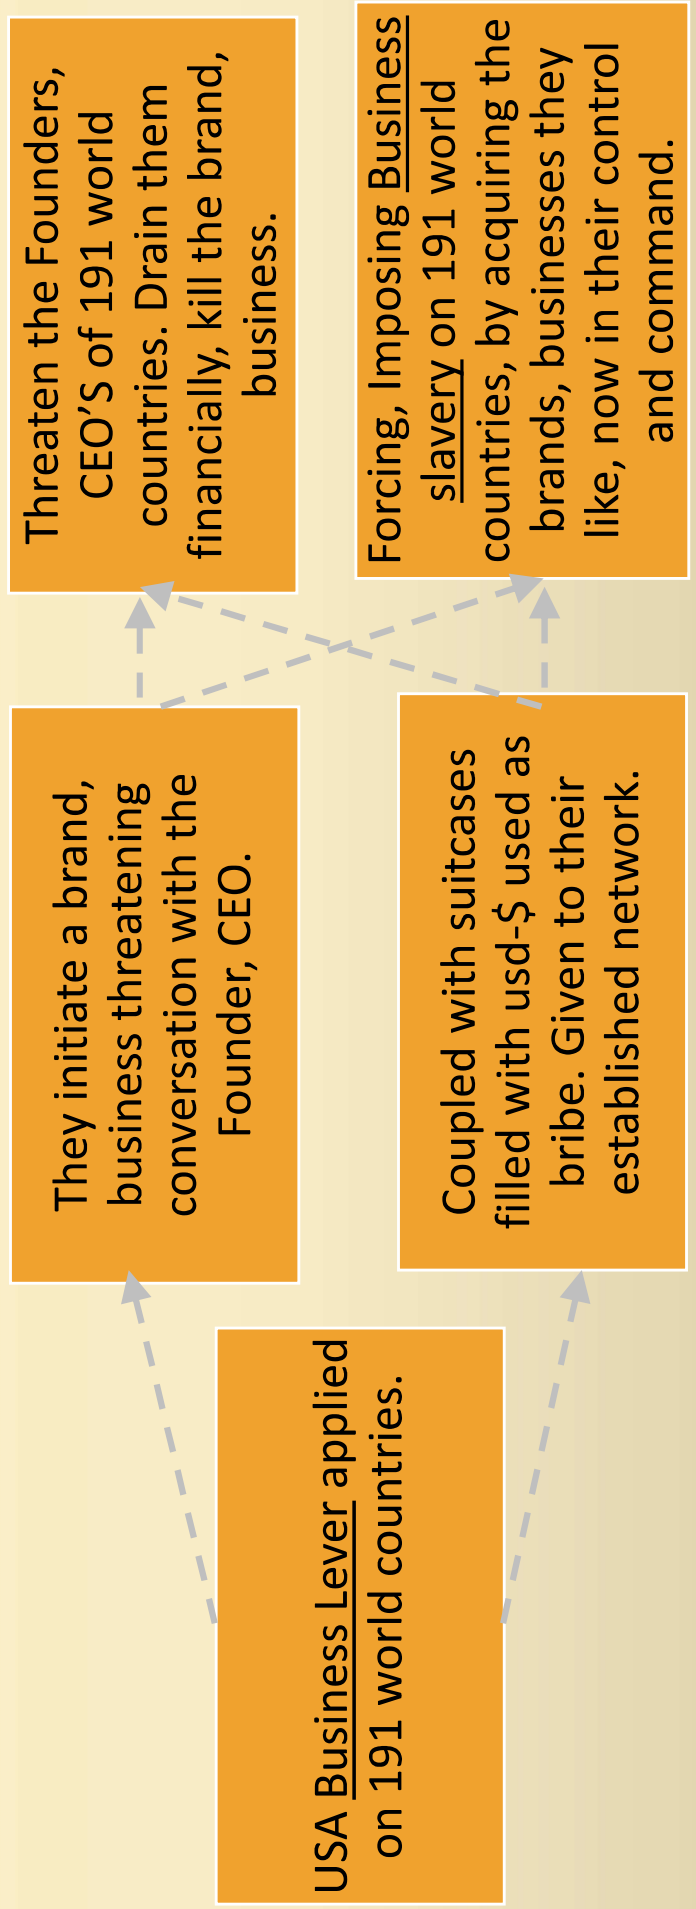 USA Business Lever applied
on 191 world countries.
They initiate a brand,
business threatening
conversation with the
Founder, CEO.
Coupled with suitcases
filled with usd-$ used as
bribe. Given to their
established network.
Threaten the Founders,
CEO’S of 191 world
countries. Drain them
financially, kill the brand,
business.
Forcing, Imposing Business
slavery on 191 world
countries, by acquiring the
brands, businesses they
like, now in their control
and command.